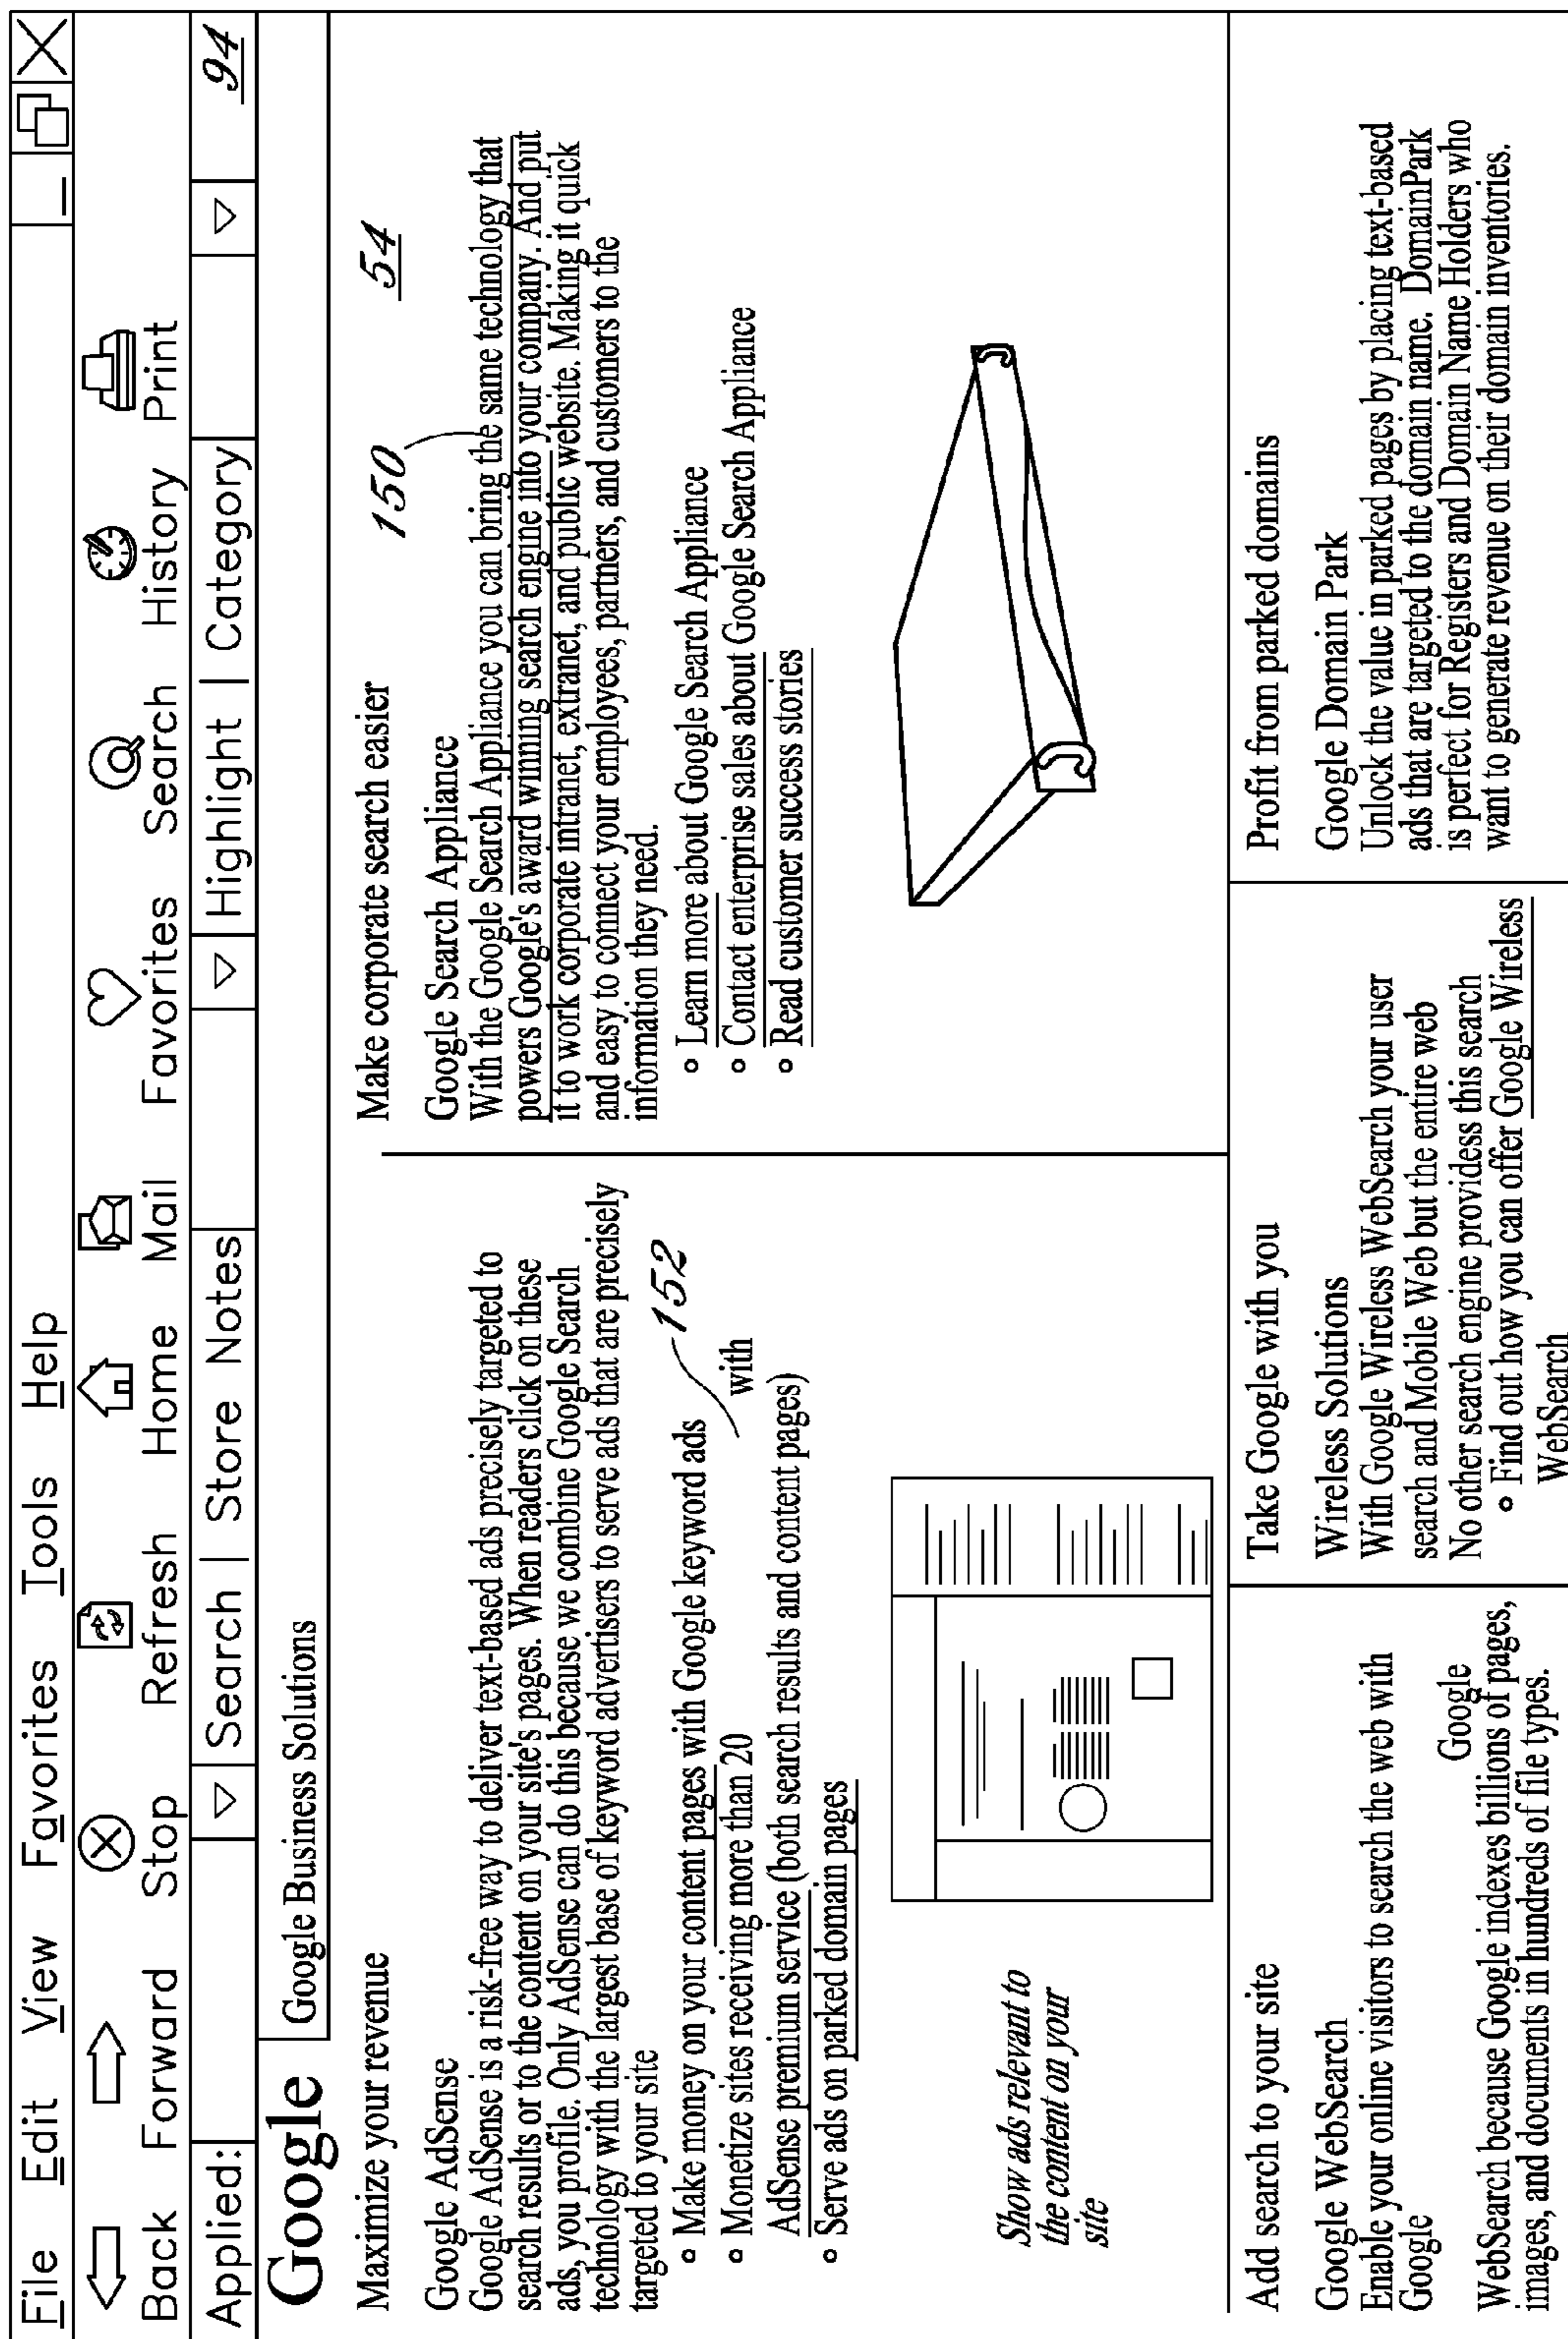 File Edit View Favorites Tools Help
Back Forward Stop Refresh Home Mail Favorites Search History Print
Applied: Search | Store Notes Highlight | Category 94
Google Google Business Solutions
Maximize your revenue
Google AdSense
Google AdSense is a risk-free way to deliver text-based ads precisely targeted to
search results or to the content on your site's pages. When readers click on these
ads, you profile. Only AdSense can do this because we combine Google Search
technology with the largest base of keyword advertisers to serve ads that are precisely
targeted to your site
152
° Make money on your content pages with Google keyword ads
° Monetize sites receiving more than 20 with
AdSense premium service (both search results and content pages)
° Serve ads on parked domain pages
Show ads relevant to
the content on your
site
54
150
Make corporate search easier
Google Search Appliance
With the Google Search Appliance you can bring the same technology that
powers Google's award winning search engine into your company. And put
it to work corporate intranet, extranet, and public website. Making it quick
and easy to connect your employees, partners, and customers to the
information they need.
° Learn more about Google Search Appliance
° Contact enterprise sales about Google Search Appliance
° Read customer success stories
Add search to your site
Google WebSearch
Enable your online visitors to search the web with
Google
Google
WebSearch because Google indexes billions of pages,
images, and documents in hundreds of file types.
Take Google with you
Wireless Solutions
With Google Wireless WebSearch your user
search and Mobile Web but the entire web
No other search engine providess this search
° Find out how you can offer Google Wireless
WebSearch
Profit from parked domains
Google Domain Park
Unlock the value in parked pages by placing text-based
ads that are targeted to the domain name. DomainPark
is perfect for Registers and Domain Name Holders who
want to generate revenue on their domain inventories.